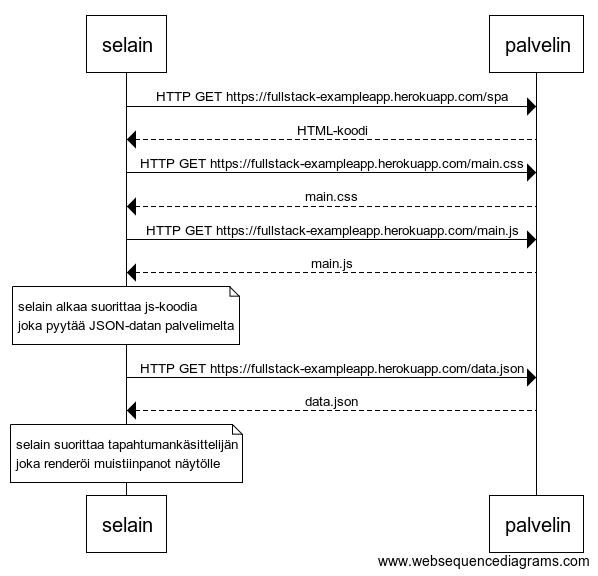 selain
palvelin
HTTP GET https://fullstack-exampleapp.herokuapp.com/spa
HTML-koodi
HTTP GET https://fullstack-exampleapp.herokuapp.com/main.css
main.css
HTTP GET https://fullstack-exampleapp.herokuapp.com/main.js
main.js
selain alkaa suorittaa js-koodia
joka pyytää JSON-datan palvelimelta
HTTP GET https://fullstack-exampleapp.herokuapp.com/data.json
data.json
selain suorittaa tapahtumankäsittelijän
joka renderöi muistiinpanot näytölle
selain
palvelin
www.websequencediagrams.com